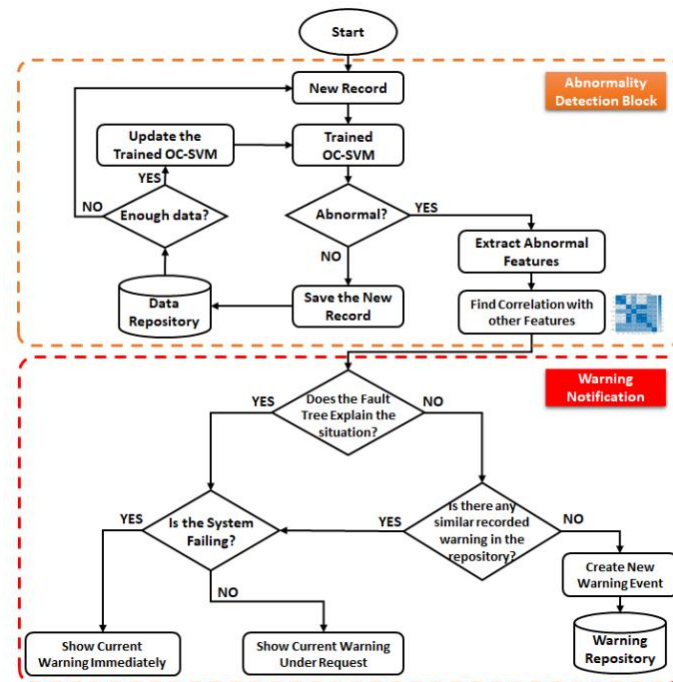 Start
Abnormality
Detection Block
New Record
Update the
Trained OC-SVM
Trained
OC-SVM
YES
NO
Enough data?
Abnormal?
YES
Extract Abnormal
Features
NO
Data
Repository
Save the New
Record
Find Correlation with
other Features
Warning
Notification
Does the Fault
Tree Explain the
situation?
YES
NO
YES
Is the System
Failing?
YES
Is there any
similar recorded
warning in the
repository?
NO
Create New
Warning Event
NO
Show Current
Warning Immediately
Show Current Warning
Under Request
Warning
Repository